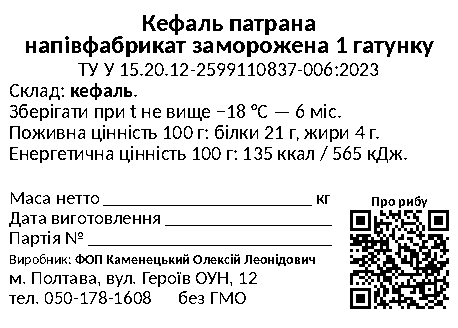 Кефаль патрана
напівфабрикат заморожена 1 гатунку
ТУ У 15.20.12-2599110837-006:2023
Склад: кефаль.
Зберігати при t не вище −18 °C — 6 міс.
Поживна цінність 100 г: білки 21 г, жири 4 г.
Енергетична цінність 100 г: 135 ккал / 565 кДж.
Маса нетто ______________________ кг
Про рибу
Дата виготовлення __________________
Партія № __________________________
Виробник: ФОП Каменецький Олексій Леонідович
м. Полтава, вул. Героїв ОУН, 12
тел. 050-178-1608 без ГМО